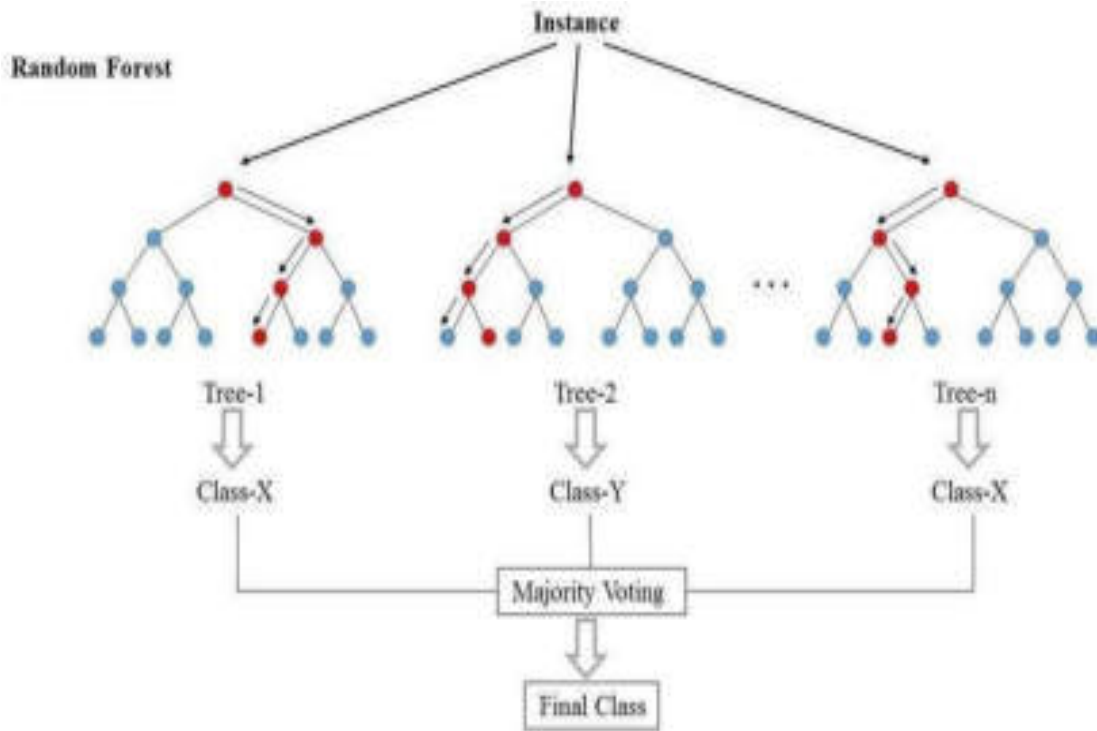 Instance
Random Forest
...
Tree-1 Tree-2 Tree-n
Class-X Class-Y Class-X
Majority Voting
Final Class